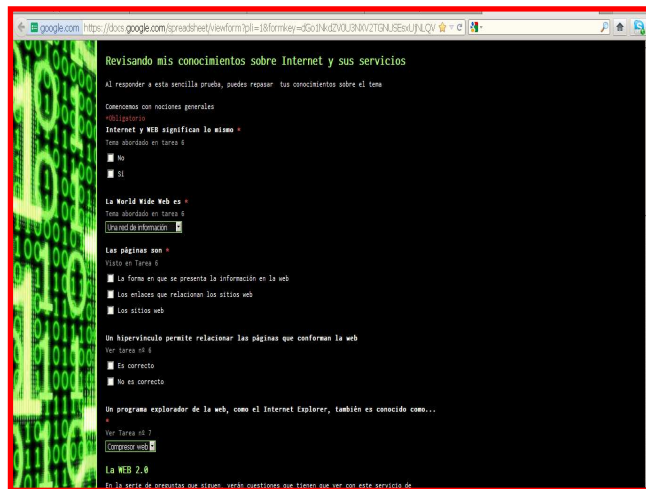 google.com https://docs.google.com/spreadsheet/viewform?pli=1&formkey=dGo1NkdZV0U3NXV2TGNUSEsxUjNLQV
Revisando mis conocimientos sobre Internet y sus servicios
Al responder a esta sencilla prueba, puedes repasar tus conocimientos sobre el tema
Comencemos con nociones generales
*Obligatorio
Internet y WEB significan lo mismo *
Tema abordado en tarea 6
No
Si
La World Wide Web es *
Tema abordado en tarea 6
Una red de información
Las páginas son *
Visto en Tarea 6
La forma en que se presenta la información en la web
Los enlaces que relacionan los sitios web
Los sitios web
Un hipervínculo permite relacionar las páginas que conforman la web
Ver tarea nº 6
Es correcto
No es correcto
Un programa explorador de la web, como el Internet Explorer, también es conocido como...
*
Ver Tarea nº 7
Compresor web
La WEB 2.0
En la serie de preguntas que siguen, verán cuestiones que tienen que ver con este servicio de